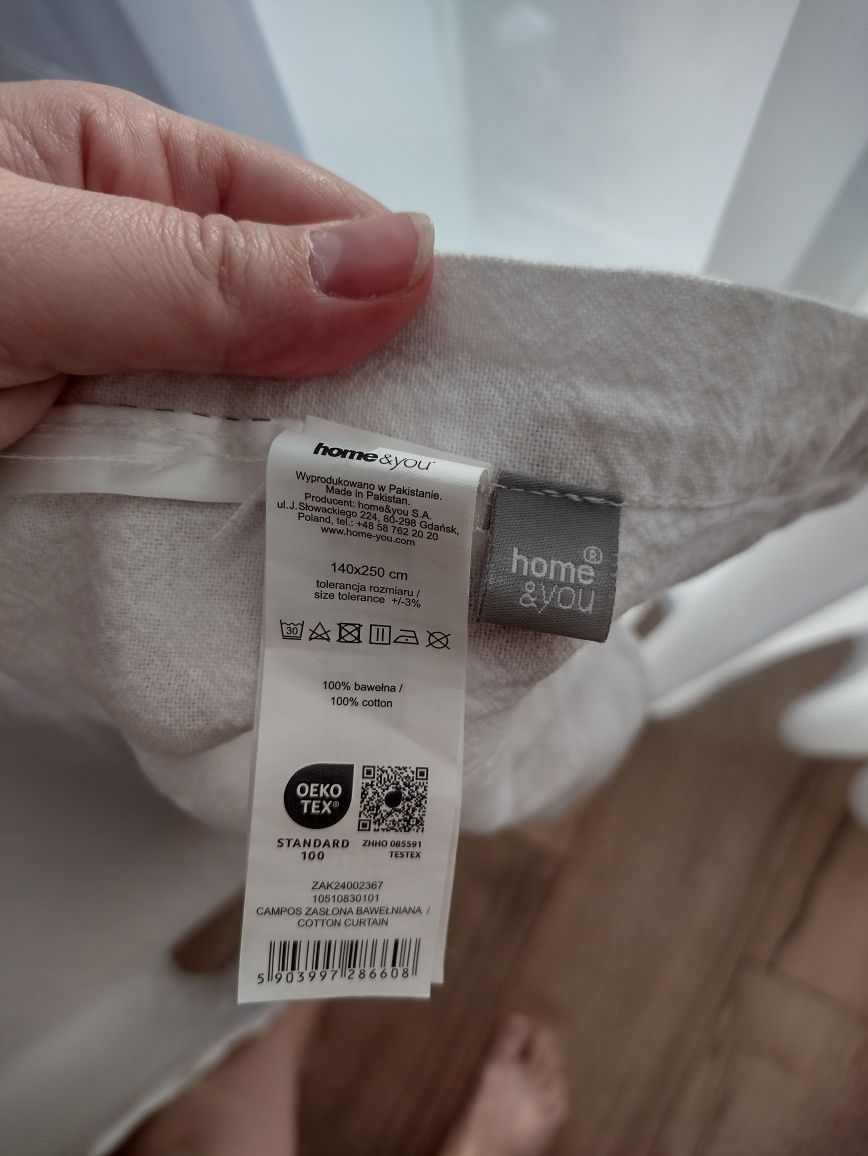 home&you
Wyprodukowano w Pakistanie.
Made in Pakistan.
Producent: home&you S.A.
ul.J.Słowackiego 224, 80-298 Gdańsk,
Poland, tel.: +48 58 762 20 20
www.home-you.com
140x250 cm
tolerancja rozmiaru /
size tolerance +/-3%
30
100% bawełna /
100% cotton
OEKO
TEX®
STANDARD
100
ZHHO 085591
TESTEX
ZAK24002367
10510830101
CAMPOS ZASŁONA BAWEŁNIANA /
COTTON CURTAIN
5 903997 286608
home®
&you